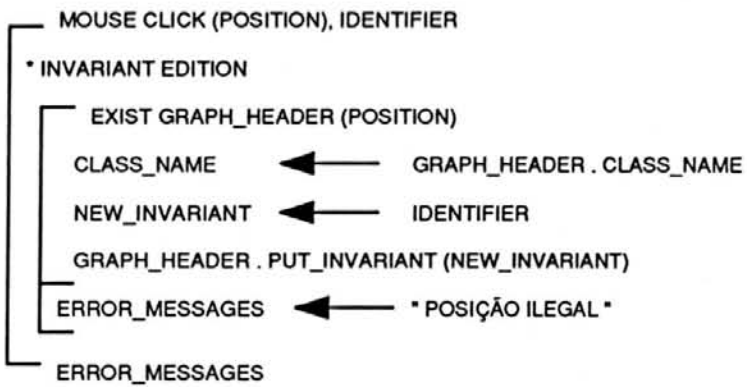 MOUSE CLICK (POSITION), IDENTIFIER
* INVARIANT EDITION
EXIST GRAPH_HEADER (POSITION)
CLASS_NAME GRAPH_HEADER . CLASS_NAME
NEW_INVARIANT IDENTIFIER
GRAPH_HEADER . PUT_INVARIANT (NEW_INVARIANT)
ERROR_MESSAGES " POSIÇÃO ILEGAL "
ERROR_MESSAGES